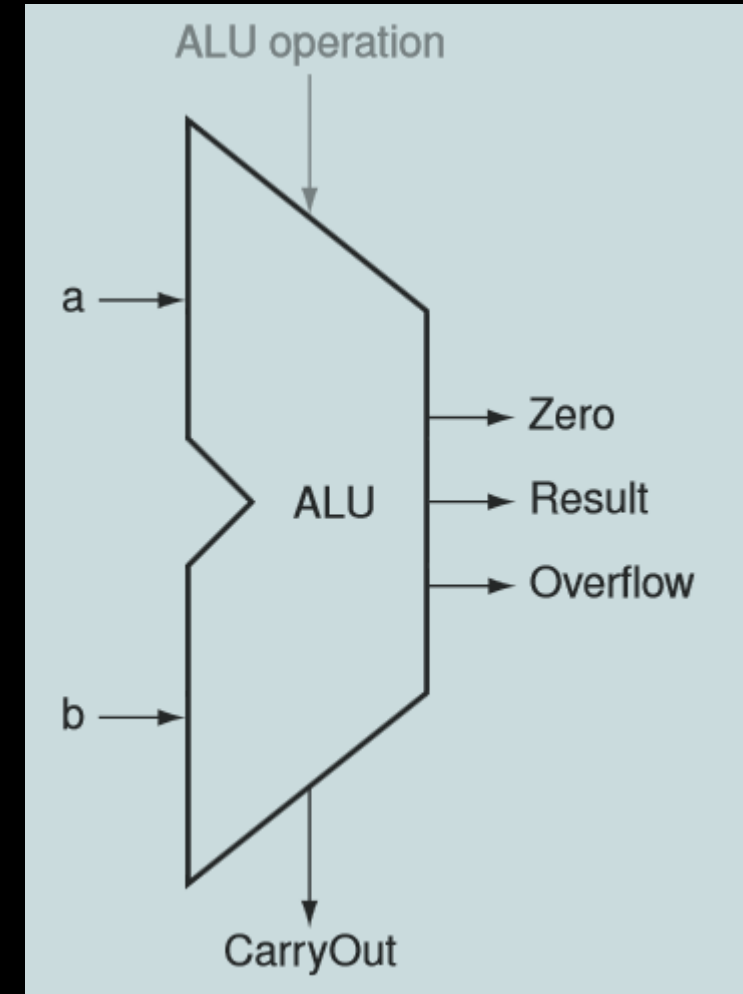 ALU operation
a
Zero
ALU
Result
Overflow
b
CarryOut